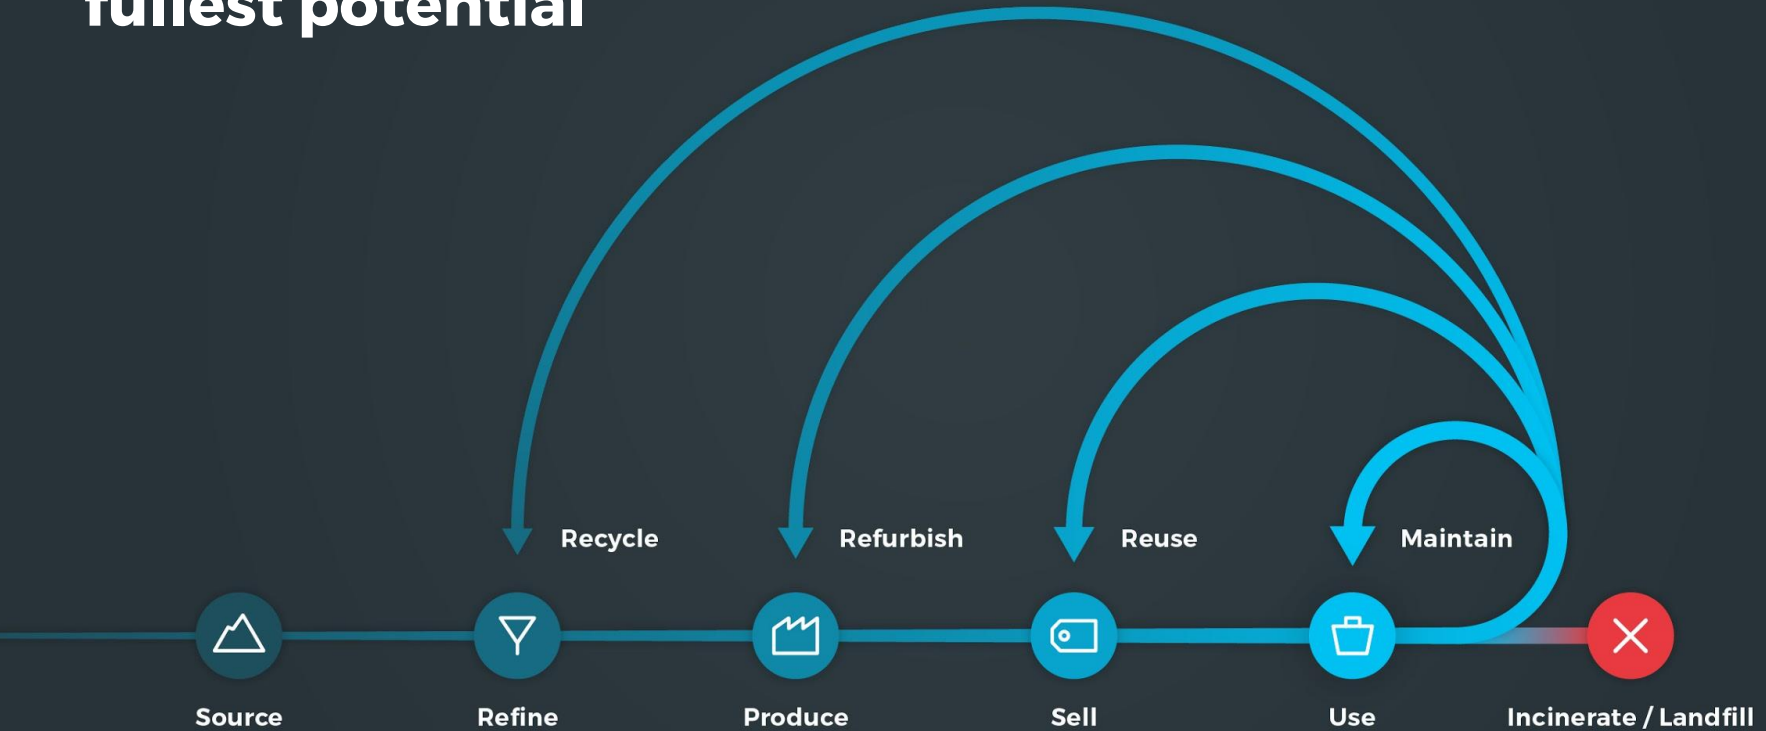 fullest potential
Recycle
Refurbish
Reuse
Maintain
Source
Refine
Produce
Sell
Use
Incinerate / Landfill